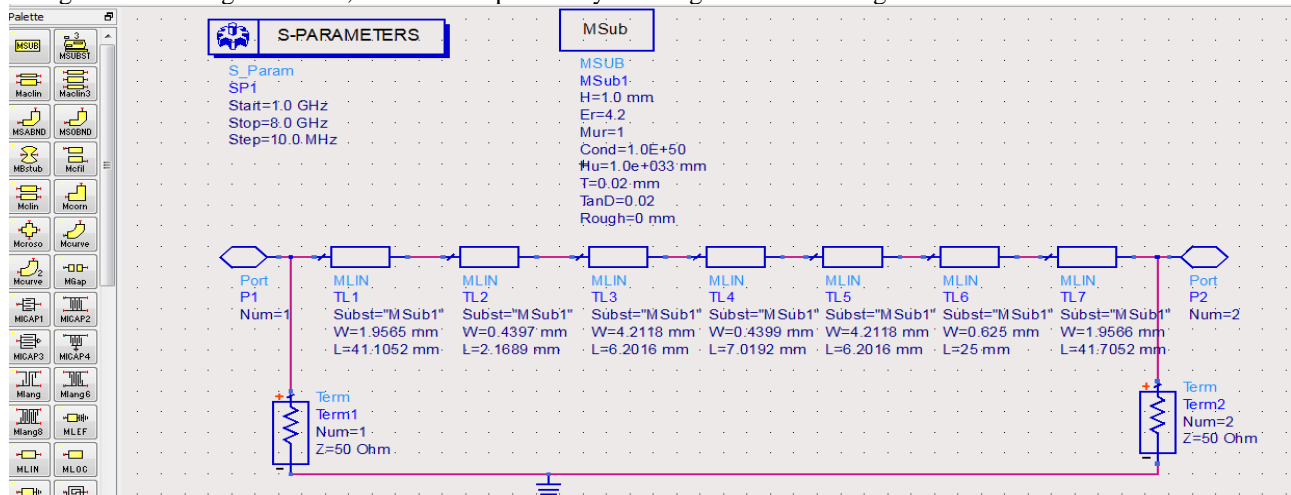 Palette
MSUB
MSUBST
Maclin
Maclin3
MSABND
MSOBND
MBstub
Mcfil
Mclin
Mcorn
Mcroso
Mcurve
Mcurve
MGap
MICAP1
MICAP2
MICAP3
MICAP4
Mlang
Mlang6
Mlang8
MLEF
MLIN
MLOC
S-PARAMETERS
S_Param
SP1
Start=1.0 GHz
Stop=8.0 GHz
Step=10.0 MHz
MSub
MSUB
MSub1
H=1.0 mm
Er=4.2
Mur=1
Cond=1.0E+50
Hu=1.0e+033 mm
T=0.02 mm
TanD=0.02
Rough=0 mm
Port
P1
Num=1
MLIN
TL1
Subst="MSub1"
W=1.9565 mm
L=41.1052 mm
MLIN
TL2
Subst="MSub1"
W=0.4397 mm
L=2.1689 mm
MLIN
TL3
Subst="MSub1"
W=4.2118 mm
L=6.2016 mm
MLIN
TL4
Subst="MSub1"
W=0.4399 mm
L=7.0192 mm
MLIN
TL5
Subst="MSub1"
W=4.2118 mm
L=6.2016 mm
MLIN
TL6
Subst="MSub1"
W=0.625 mm
L=25 mm
MLIN
TL7
Subst="MSub1"
W=1.9566 mm
L=41.7052 mm
Port
P2
Num=2
Term
Term1
Num=1
Z=50 Ohm
Term
Term2
Num=2
Z=50 Ohm